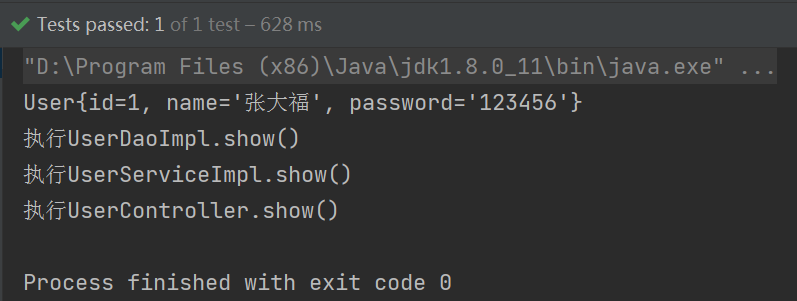 Tests passed: 1 of 1 test – 628 ms
"D:\Program Files (x86)\Java\jdk1.8.0_11\bin\java.exe" ...
User{id=1, name='张大福', password='123456'}
执行UserDaoImpl.show()
执行UserServiceImpl.show()
执行UserController.show()
Process finished with exit code 0